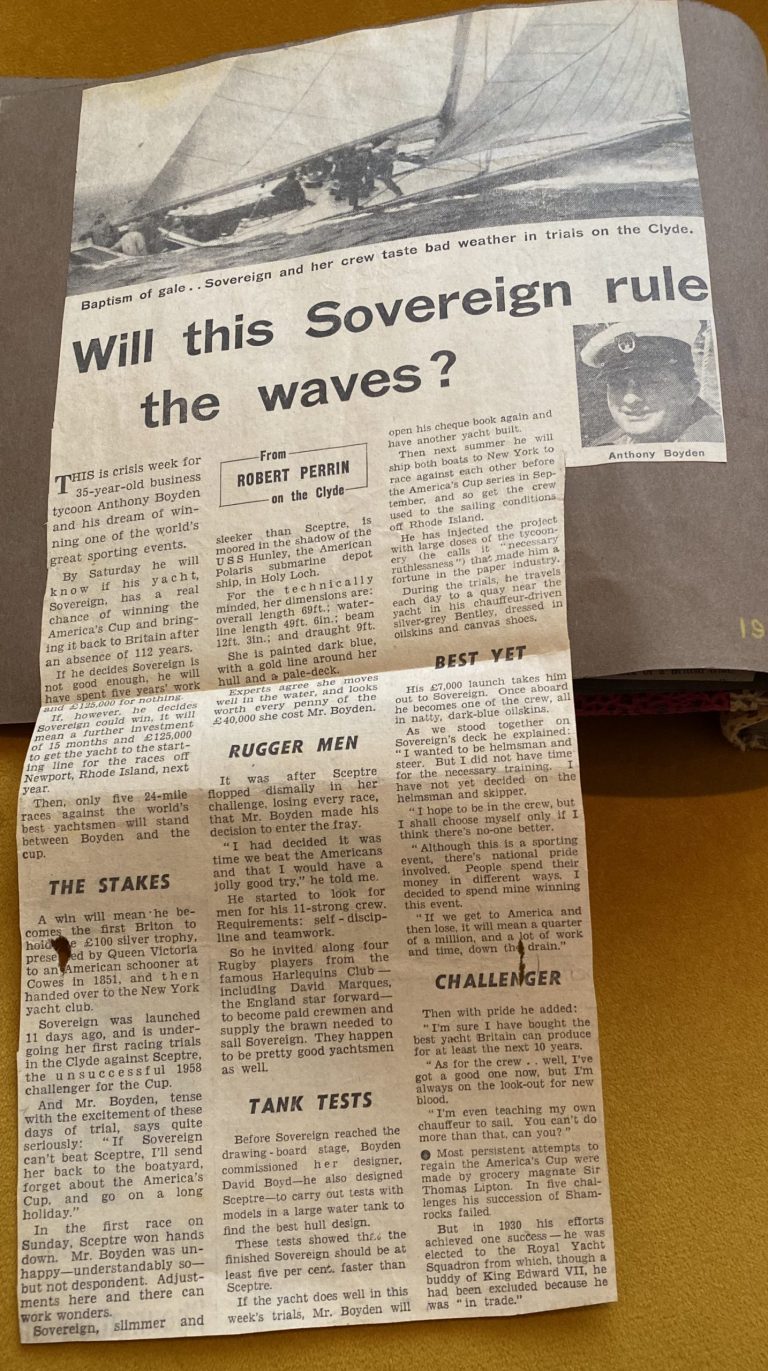 Baptism of gale . . Sovereign and her crew taste bad weather in trials on the Clyde.
Will this Sovereign rule
the waves?
Anthony Boyden
THIS is crisis week for
35-year-old business
tycoon Anthony Boyden
and his dream of win-
ning one of the world's
great sporting events.
By Saturday he will
know if his yacht,
Sovereign, has a real
chance of winning the
America's Cup and bring-
ing it back to Britain after
an absence of 112 years.
If he decides Sovereign is
not good enough, he will
have spent five years' work
and £125,000 for nothing.
If, however, he decides
Sovereign could win, it will
mean a further investment
of 15 months and £125,000
to get the yacht to the start-
ing line for the races off
Newport, Rhode Island, next
year.
Then, only five 24-mile
races against the world's
best yachtsmen will stand
between Boyden and the
cup.
THE STAKES
A win will mean he be-
comes the first Briton to
£100 silver trophy,
by Queen Victoria
to an American schooner at
Cowes in 1851, and then
handed over to the New York
yacht club.
Sovereign was launched
11 days ago, and is under-
going her first racing trials
in the Clyde against Sceptre,
the unsuccessful 1958
challenger for the Cup.
And Mr. Boyden, tense
with the excitement of these
days of trial, says quite
seriously: "If Sovereign
can't beat Sceptre, I'll send
her back to the boatyard,
forget about the America's
Cup, and go on a long
holiday."
In the first race on
Sunday, Sceptre won hands
down. Mr. Boyden was un-
happy—understandably so—
but not despondent. Adjust-
ments here and there can
work wonders.
Sovereign, slimmer and
From
ROBERT PERRIN
on the Clyde
sleeker than Sceptre, is
moored in the shadow of the
USS Hunley, the American
Polaris submarine depot
ship, in Holy Loch.
For the technically
minded, her dimensions are:
overall length 69ft.; water-
line length 49ft. 6in.; beam
12ft. 3in.; and draught 9ft.
She is painted dark blue,
with a gold line around her
hull and a pale-deck.
Experts agree she moves
well in the water, and looks
worth every penny of the
£40,000 she cost Mr. Boyden.
RUGGER MEN
It was after Sceptre
flopped dismally in her
challenge, losing every race,
that Mr. Boyden made his
decision to enter the fray.
"I had decided it was
time we beat the Americans
and that I would have a
jolly good try," he told me.
He started to look for
men for his 11-strong crew.
Requirements: self-discip-
line and teamwork.
So he invited along four
Rugby players from the
famous Harlequins Club—
including David Marques,
the England star forward—
to become paid crewmen and
supply the brawn needed to
sail Sovereign. They happen
to be pretty good yachtsmen
as well.
TANK TESTS
Before Sovereign reached the
drawing-board stage, Boyden
commissioned her designer,
David Boyd—he also designed
Sceptre—to carry out tests with
models in a large water tank to
find the best hull design.
These tests showed that the
finished Sovereign should be at
least five per cent. faster than
Sceptre.
If the yacht does well in this
week's trials, Mr. Boyden will
open his cheque book again and
have another yacht built.
Then next summer he will
ship both boats to New York to
race against each other before
the America's Cup series in Sep-
tember, and so get the crew
used to the sailing conditions
off Rhode Island.
He has injected the project
with large doses of the tycoon-
ery (he calls it "necessary
ruthlessness") that made him a
fortune in the paper industry.
During the trials, he travels
each day to a quay near the
yacht in his chauffeur-driven
silver-grey Bentley, dressed in
oilskins and canvas shoes.
BEST YET
His £7,000 launch takes him
out to Sovereign. Once aboard
he becomes one of the crew, all
in natty, dark-blue oilskins.
As we stood together on
Sovereign's deck he explained:
"I wanted to be helmsman and
steer. But I did not have time
for the necessary training. I
have not yet decided on the
helmsman and skipper.
"I hope to be in the crew, but
I shall choose myself only if I
think there's no-one better.
"Although this is a sporting
event, there's national pride
involved. People spend their
money in different ways. I
decided to spend mine winning
this event.
"If we get to America and
then lose, it will mean a quarter
of a million, and a lot of work
and time, down the drain."
CHALLENGER
Then with pride he added:
"I'm sure I have bought the
best yacht Britain can produce
for at least the next 10 years.
"As for the crew . . well, I've
got a good one now, but I'm
always on the look-out for new
blood.
"I'm even teaching my own
chauffeur to sail. You can't do
more than that, can you?"
● Most persistent attempts to
regain the America's Cup were
made by grocery magnate Sir
Thomas Lipton. In five chal-
lenges his succession of Sham-
rocks failed.
But in 1930 his efforts
achieved one success—he was
elected to the Royal Yacht
Squadron from which, though a
buddy of King Edward VII, he
had been excluded because he
was "in trade."
19